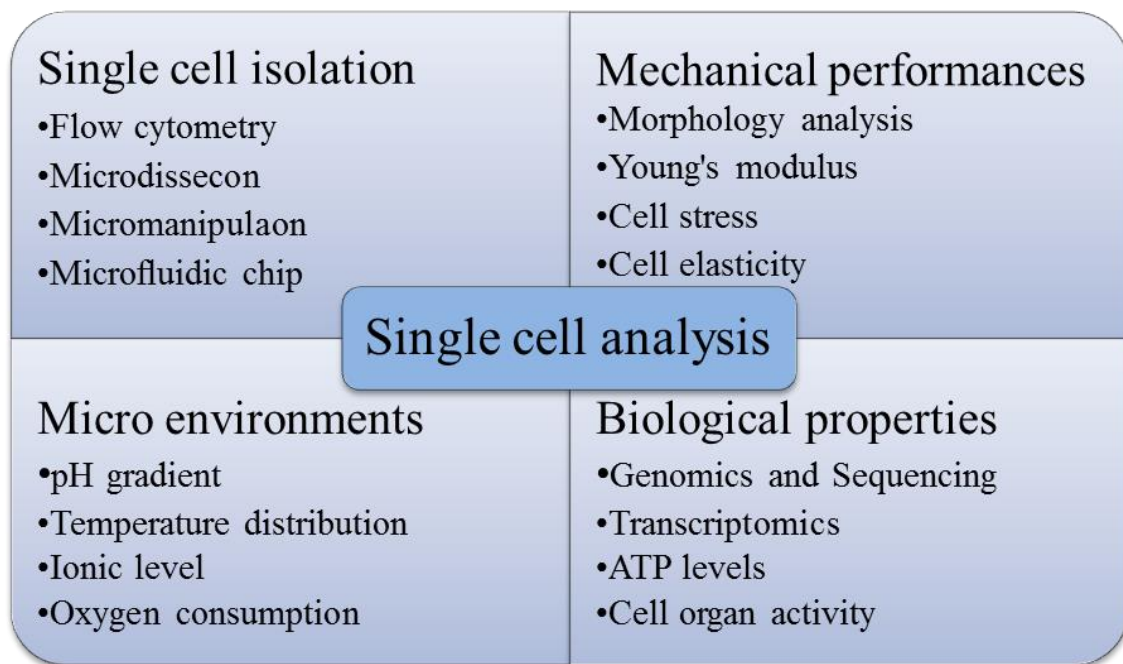 Single cell isolation
•Flow cytometry
•Microdissecon
•Micromanipulaon
•Microfluidic chip
Mechanical performances
•Morphology analysis
•Young's modulus
•Cell stress
•Cell elasticity
Single cell analysis
Micro environments
•pH gradient
•Temperature distribution
•Ionic level
•Oxygen consumption
Biological properties
•Genomics and Sequencing
•Transcriptomics
•ATP levels
•Cell organ activity